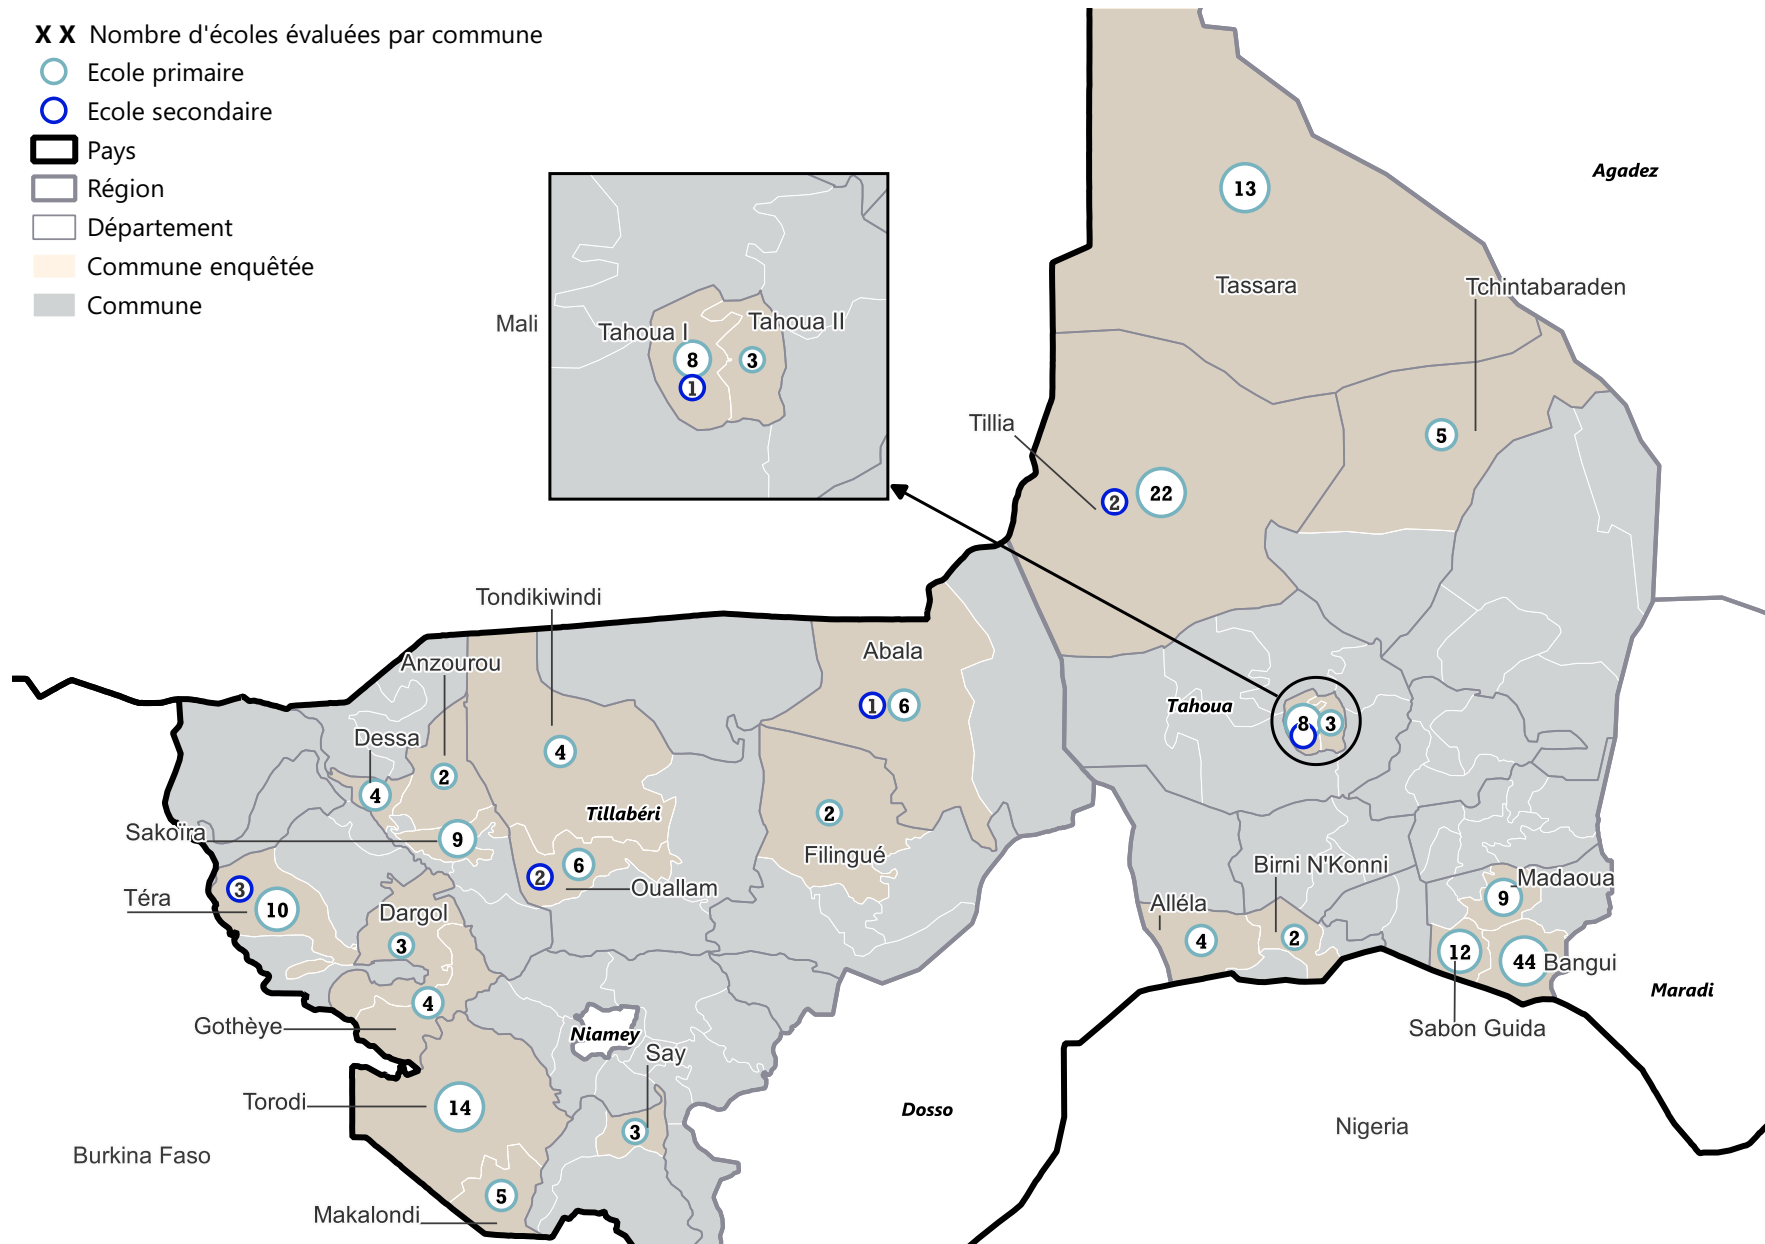 X X Nombre d'écoles évaluées par commune
Ecole primaire
Ecole secondaire
Pays
Région
Département
Commune enquêtée
Commune
Agadez
13
Tassara
Tchintabaraden
Mali
Tahoua I
Tahoua II
8
3
1
Tillia
5
2
22
Tondikiwindi
Anzourou
Abala
1
6
Tahoua
8
3
Dessa
4
2
4
Tillabéri
2
Sakoïra
9
Filingué
6
2
Ouallam
Birni N'Konni
Madaoua
9
3
Téra
10
Dargol
3
Alléla
4
2
12
44
Bangui
Maradi
4
Gothèye
Niamey
Say
Sabon Guida
Torodi
14
Dosso
Nigeria
3
Burkina Faso
5
Makalondi